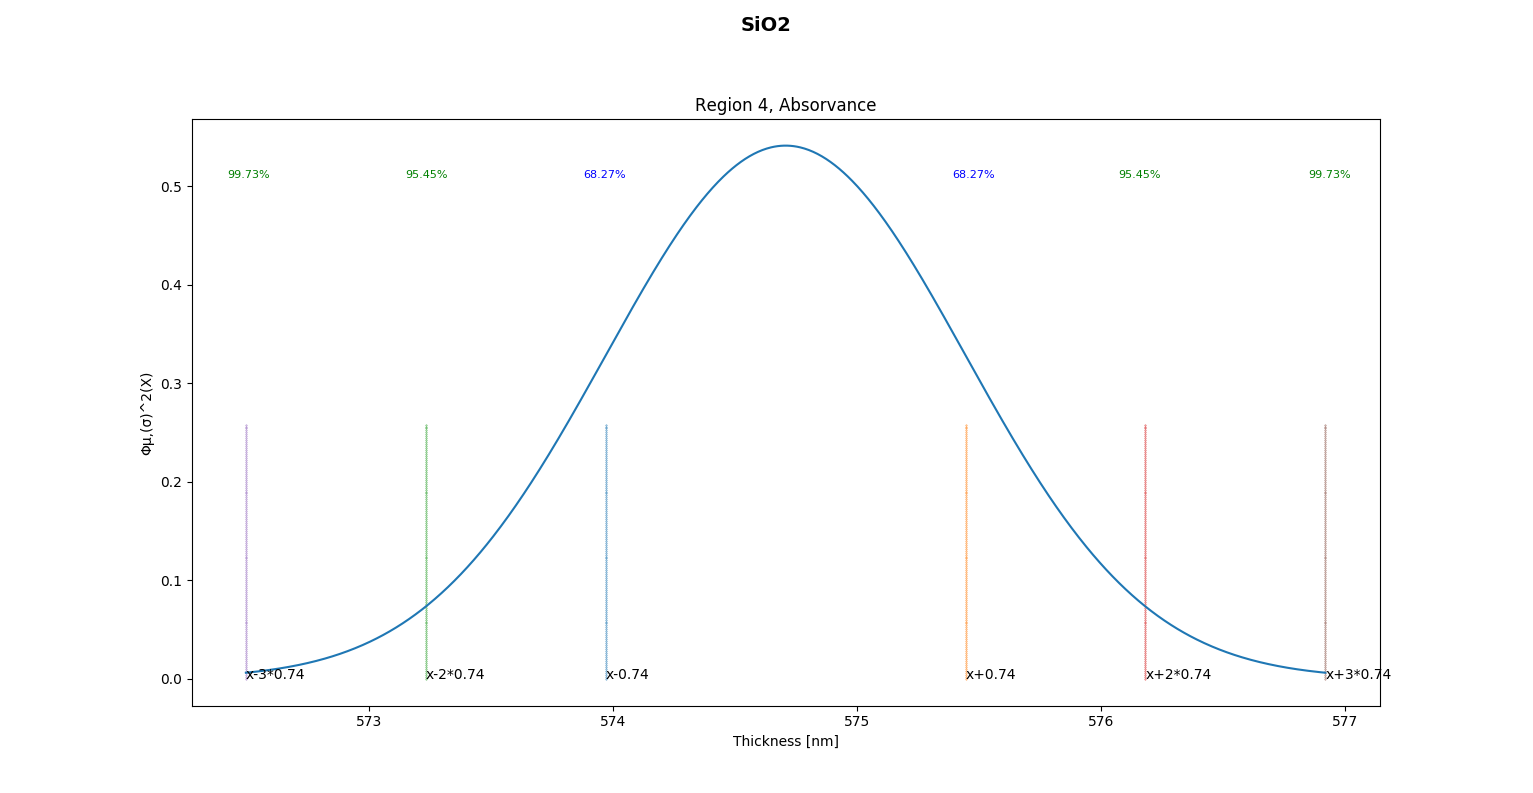 SiO2
Region 4, Absorvance
99.73% 95.45% 68.27% 68.27% 95.45% 99.73%
0.5
0.4
0.3
0.2
0.1
0.0
Φμ,(σ)^2(X)
x-3*0.74 x-2*0.74 x-0.74 x+0.74 x+2*0.74 x+3*0.74
573 574 575 576 577
Thickness [nm]